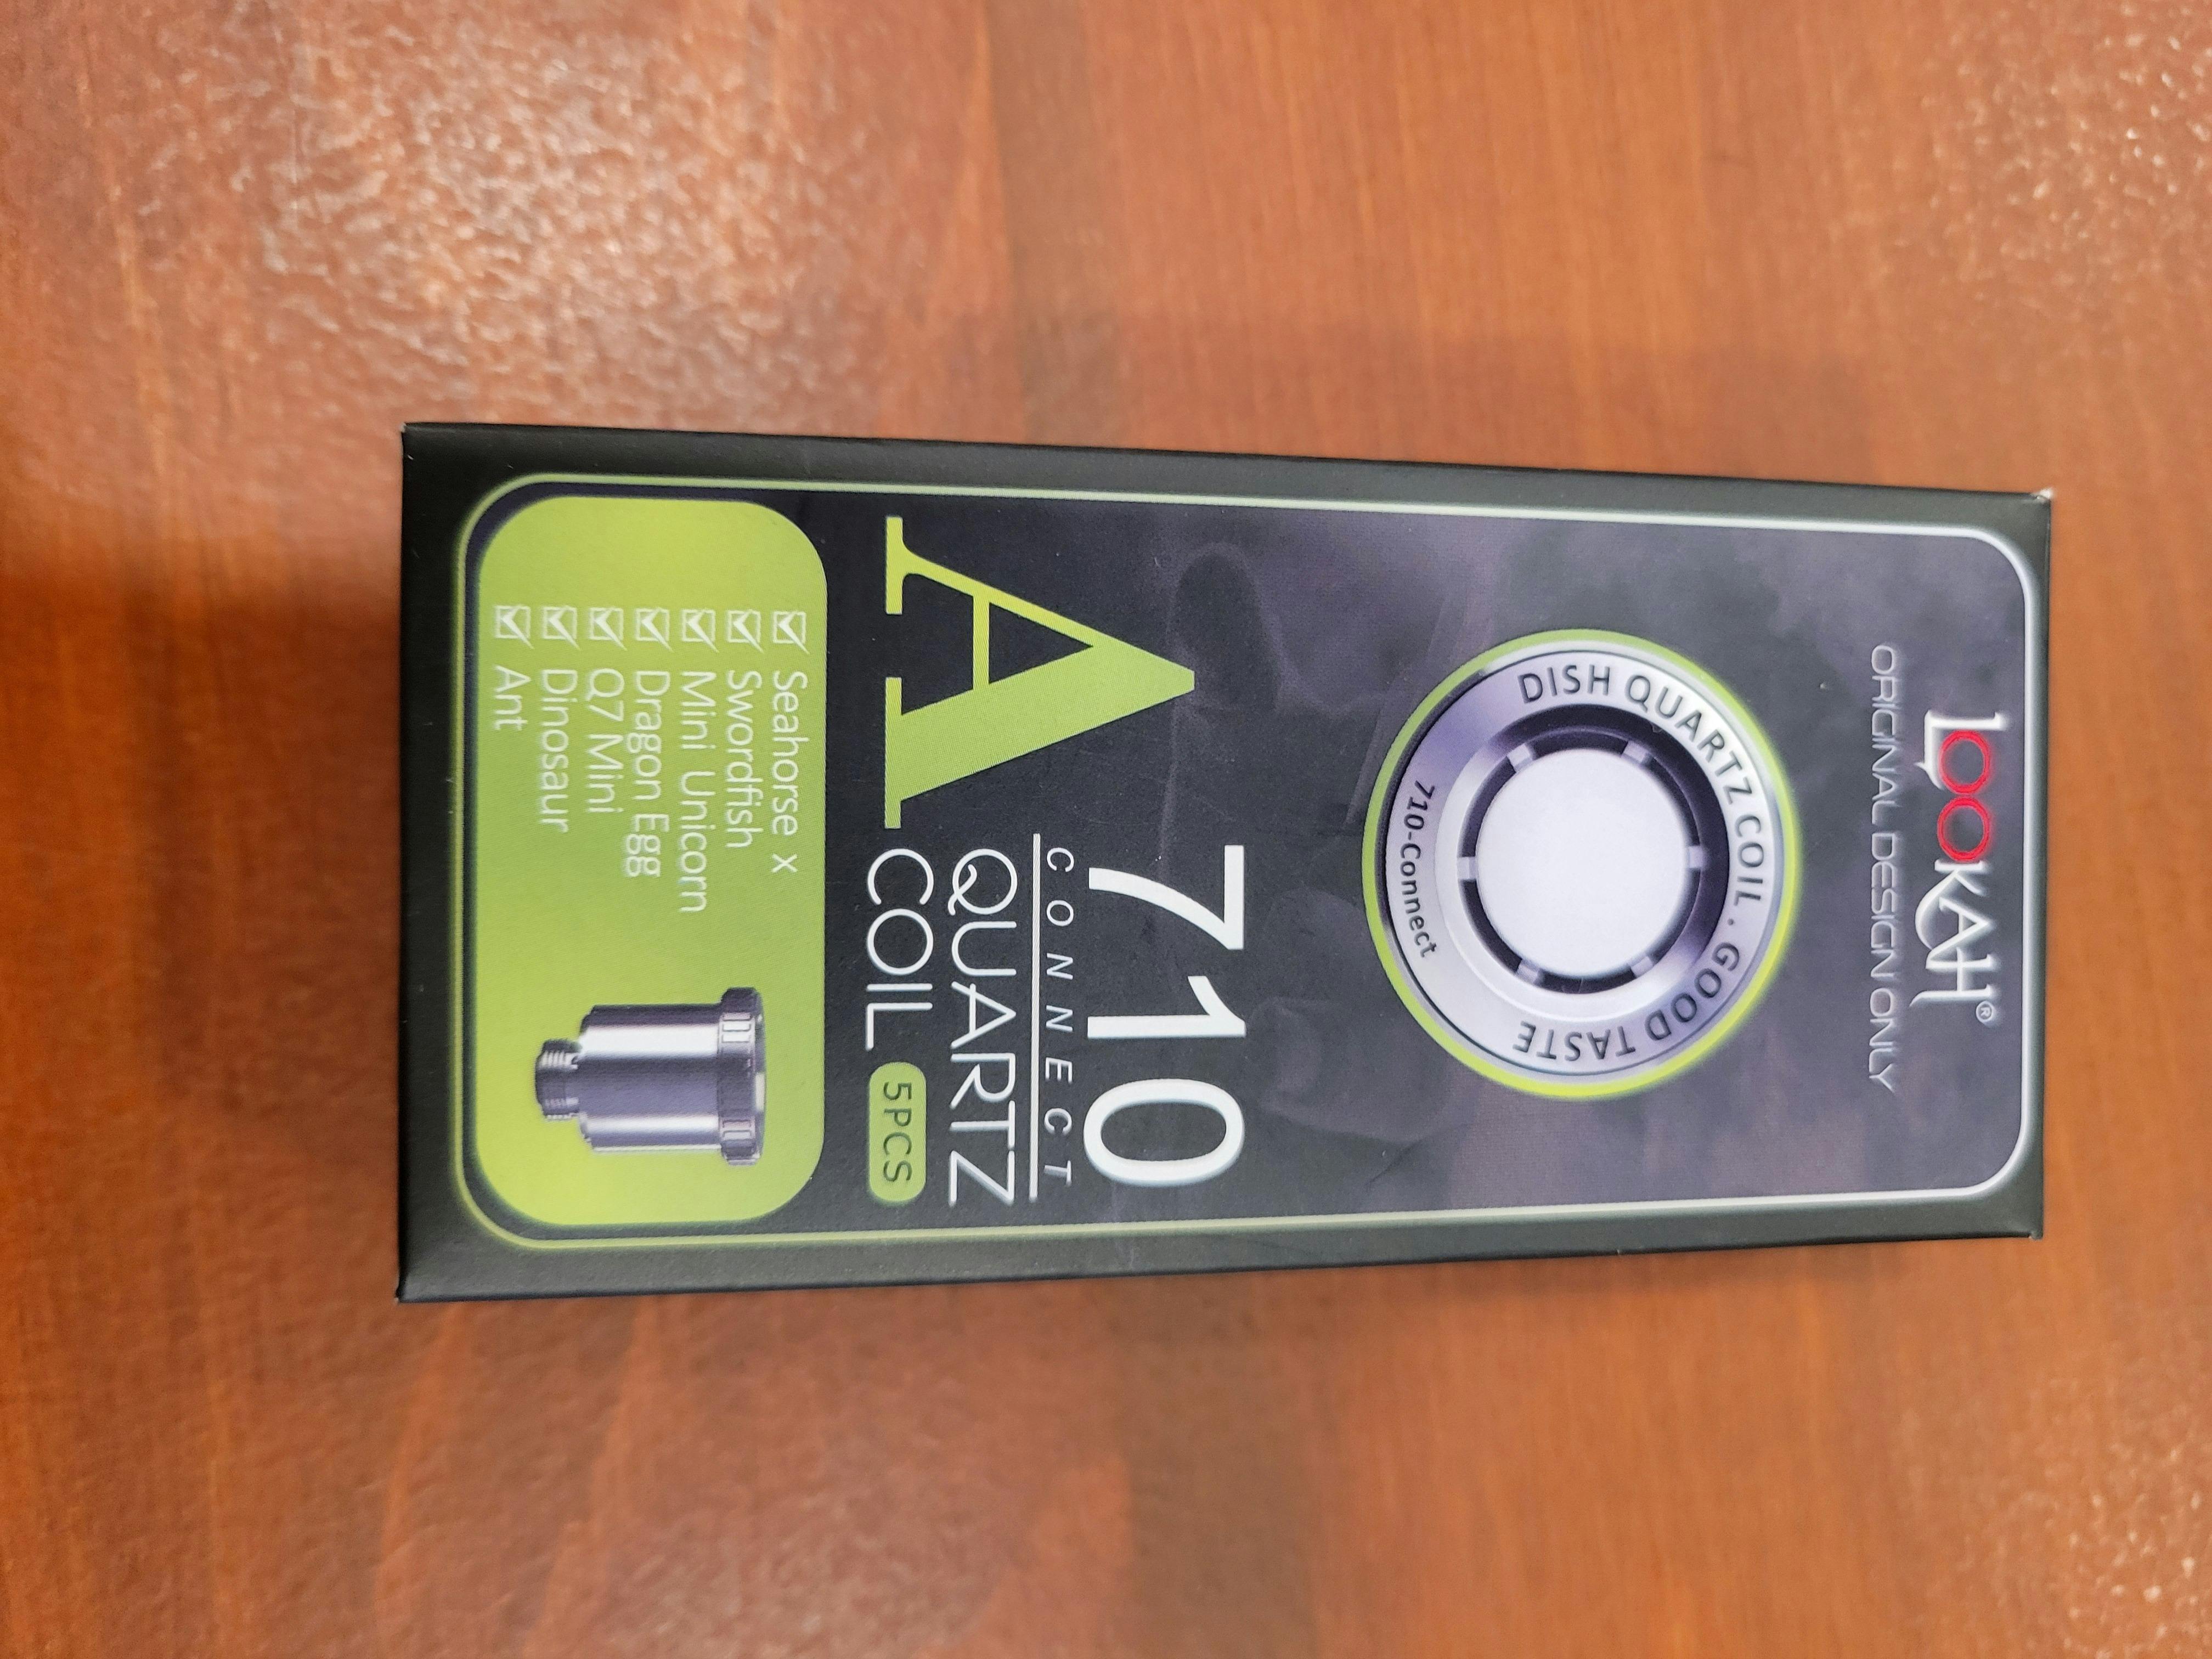 LOOKAH®
ORIGINAL DESIGN ONLY
DISH QUARTZ COIL · GOOD TASTE
710-Connect
A
710
CONNECT
QUARTZ
COIL 5PCS
Seahorse x
Swordfish
Mini Unicorn
Dragon Egg
Q7 Mini
Dinosaur
Ant